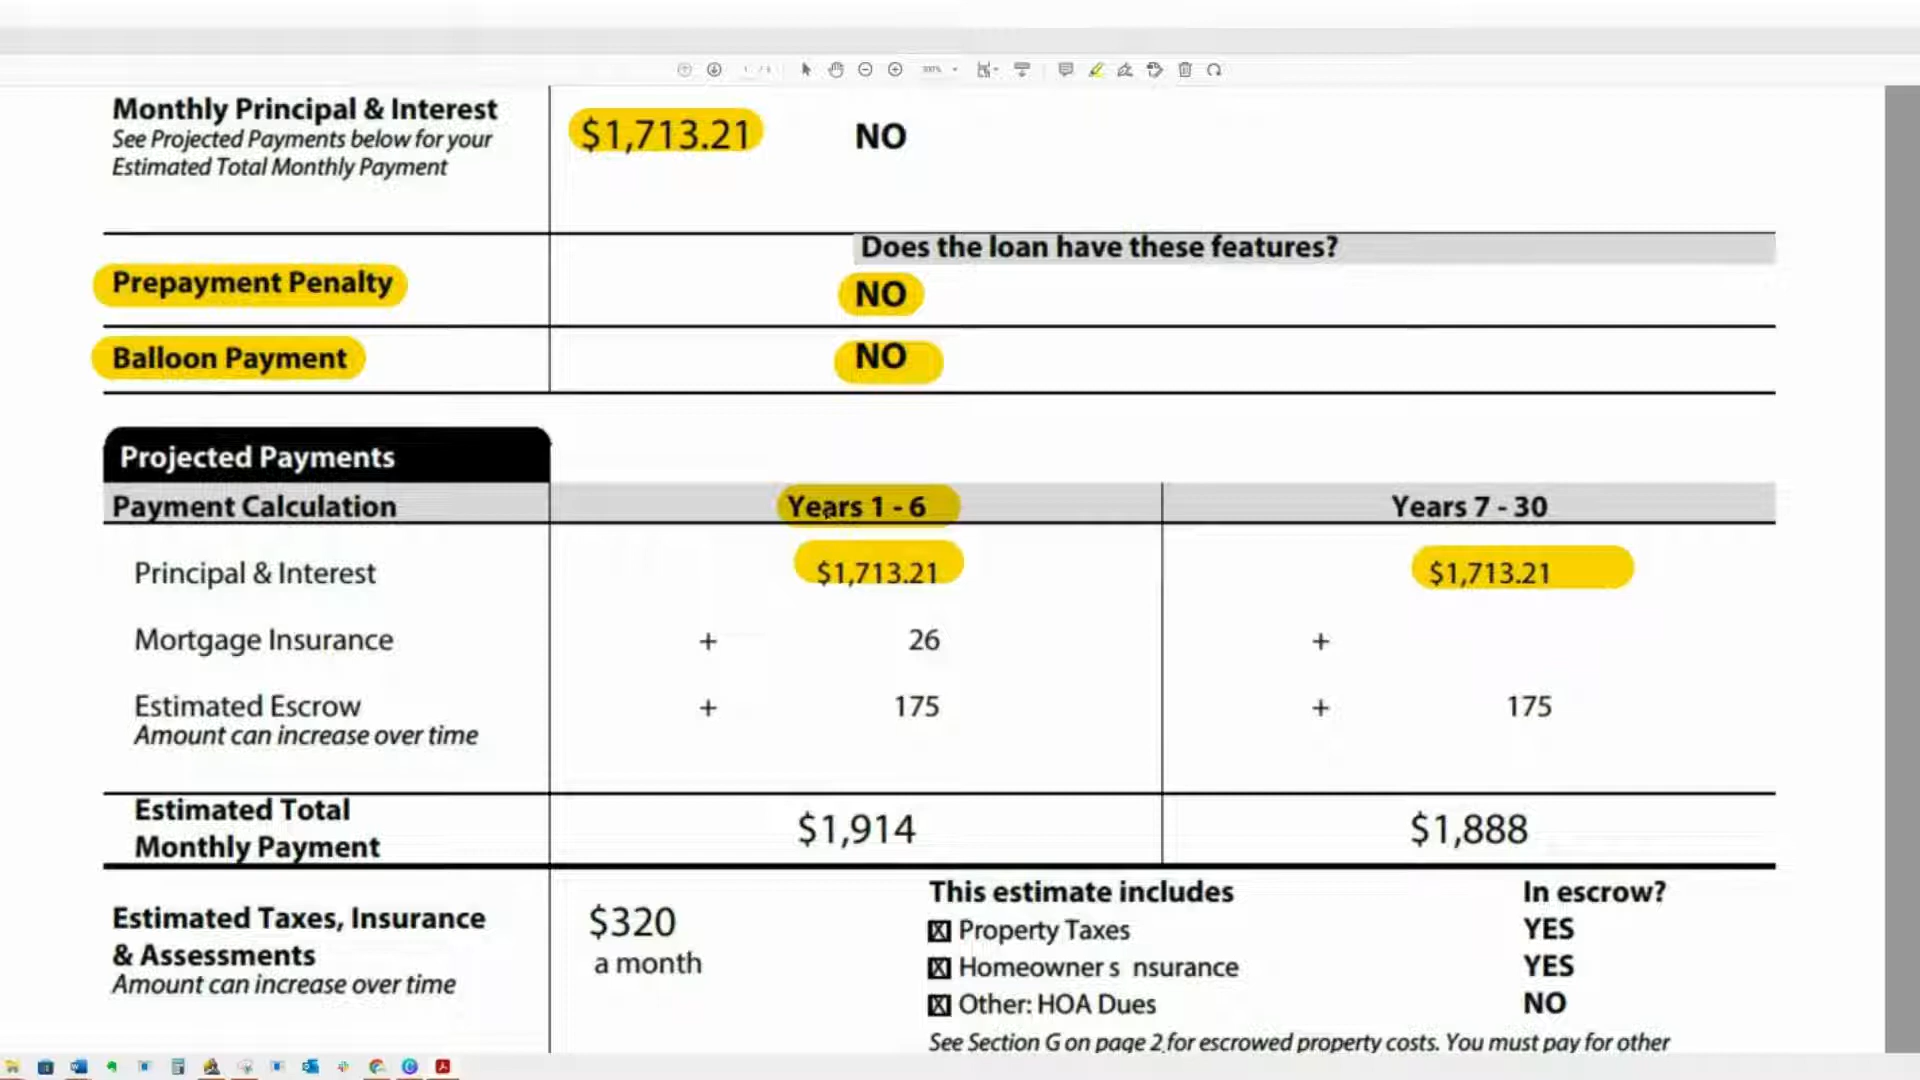 Monthly Principal & Interest
See Projected Payments below for your
Estimated Total Monthly Payment
$1,713.21 NO
Does the loan have these features?
Prepayment Penalty NO
Balloon Payment NO
Projected Payments
Payment Calculation Years 1 - 6 Years 7 - 30
Principal & Interest $1,713.21 $1,713.21
Mortgage Insurance + 26 +
Estimated Escrow + 175 + 175
Amount can increase over time
Estimated Total
Monthly Payment
$1,914 $1,888
Estimated Taxes, Insurance
& Assessments
Amount can increase over time
$320
a month
This estimate includes In escrow?
Property Taxes YES
Homeowner s nsurance YES
Other: HOA Dues NO
See Section G on page 2 for escrowed property costs. You must pay for other